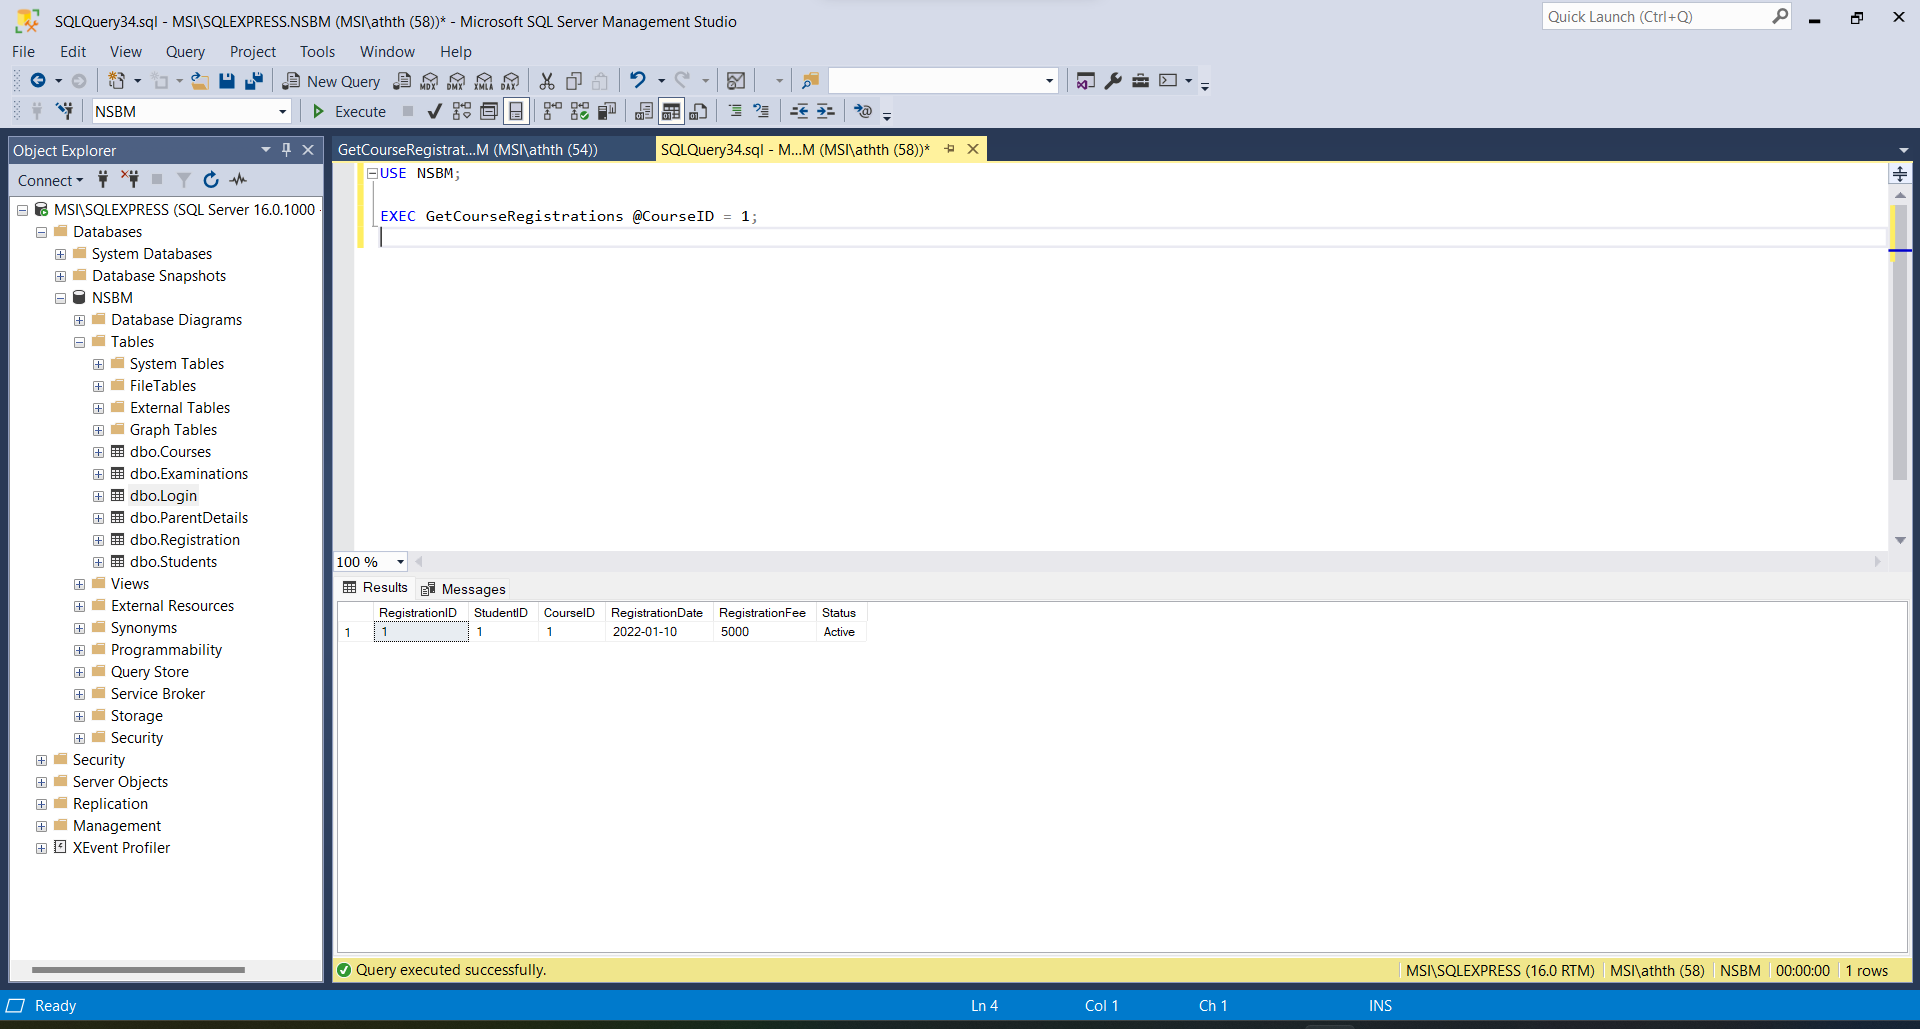 SQLQuery34.sql - MSI\SQLEXPRESS.NSBM (MSI\athth (58))* - Microsoft SQL Server Management Studio
Quick Launch (Ctrl+Q)
File Edit View Query Project Tools Window Help
New Query MDX DMX XMLA DAX
NSBM Execute
Object Explorer
Connect
MSI\SQLEXPRESS (SQL Server 16.0.1000
Databases
System Databases
Database Snapshots
NSBM
Database Diagrams
Tables
System Tables
FileTables
External Tables
Graph Tables
dbo.Courses
dbo.Examinations
dbo.Login
dbo.ParentDetails
dbo.Registration
dbo.Students
Views
External Resources
Synonyms
Programmability
Query Store
Service Broker
Storage
Security
Security
Server Objects
Replication
Management
XEvent Profiler
GetCourseRegistrat...M (MSI\athth (54))
SQLQuery34.sql - M...M (MSI\athth (58))*
USE NSBM;
EXEC GetCourseRegistrations @CourseID = 1;
100 %
Results Messages
RegistrationID StudentID CourseID RegistrationDate RegistrationFee Status
1 1 1 1 2022-01-10 5000 Active
Query executed successfully.
MSI\SQLEXPRESS (16.0 RTM) MSI\athth (58) NSBM 00:00:00 1 rows
Ready Ln 4 Col 1 Ch 1 INS